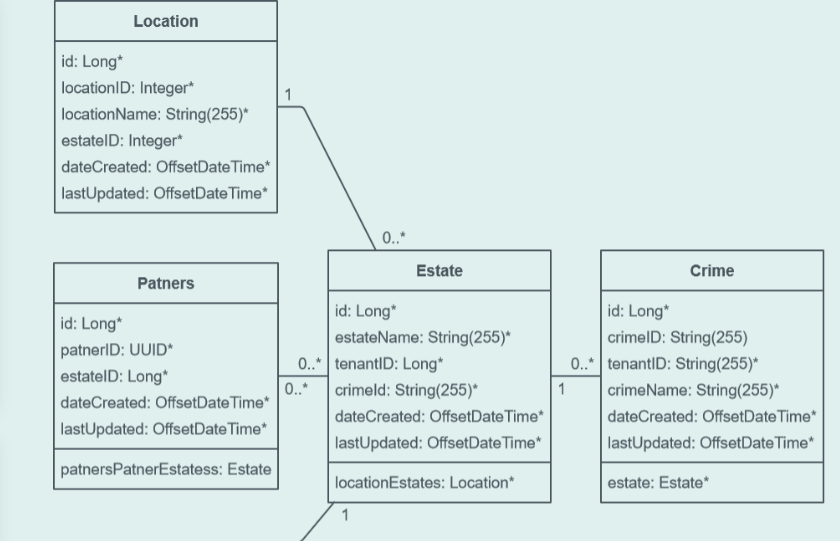 Location
id: Long*
locationID: Integer*
locationName: String(255)*
estateID: Integer*
dateCreated: OffsetDateTime*
lastUpdated: OffsetDateTime*
1
0..*
Patners
id: Long*
patnerID: UUID*
estateID: Long*
dateCreated: OffsetDateTime*
lastUpdated: OffsetDateTime*
patnersPatnerEstatess: Estate
0..*
0..*
Estate
id: Long*
estateName: String(255)*
tenantID: Long*
crimeId: String(255)*
dateCreated: OffsetDateTime*
lastUpdated: OffsetDateTime*
locationEstates: Location*
1
0..*
1
Crime
id: Long*
crimeID: String(255)
tenantID: String(255)*
crimeName: String(255)*
dateCreated: OffsetDateTime*
lastUpdated: OffsetDateTime*
estate: Estate*